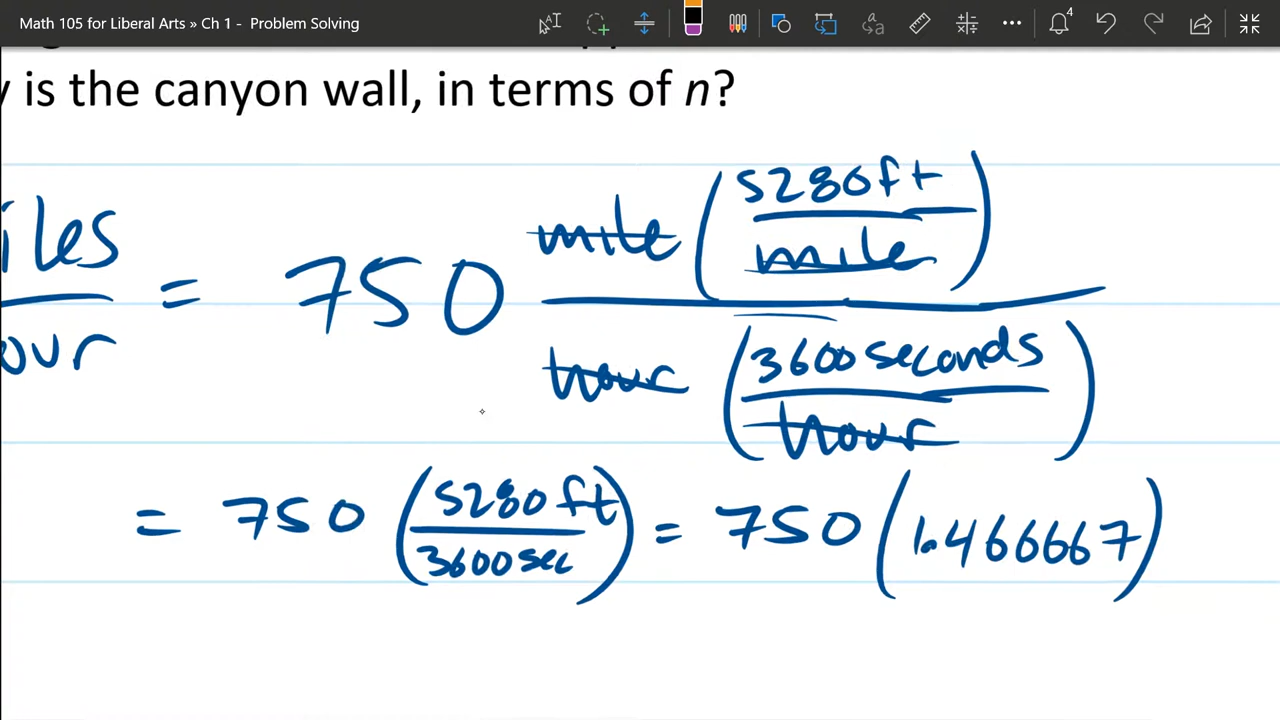 Math 105 for Liberal Arts » Ch 1 - Problem Solving
4
y is the canyon wall, in terms of n?
iles = 750 mile (5280 ft / mile)
our hour (3600 seconds / hour)
= 750 (5280 ft / 3600 sec) = 750 (1.466667)